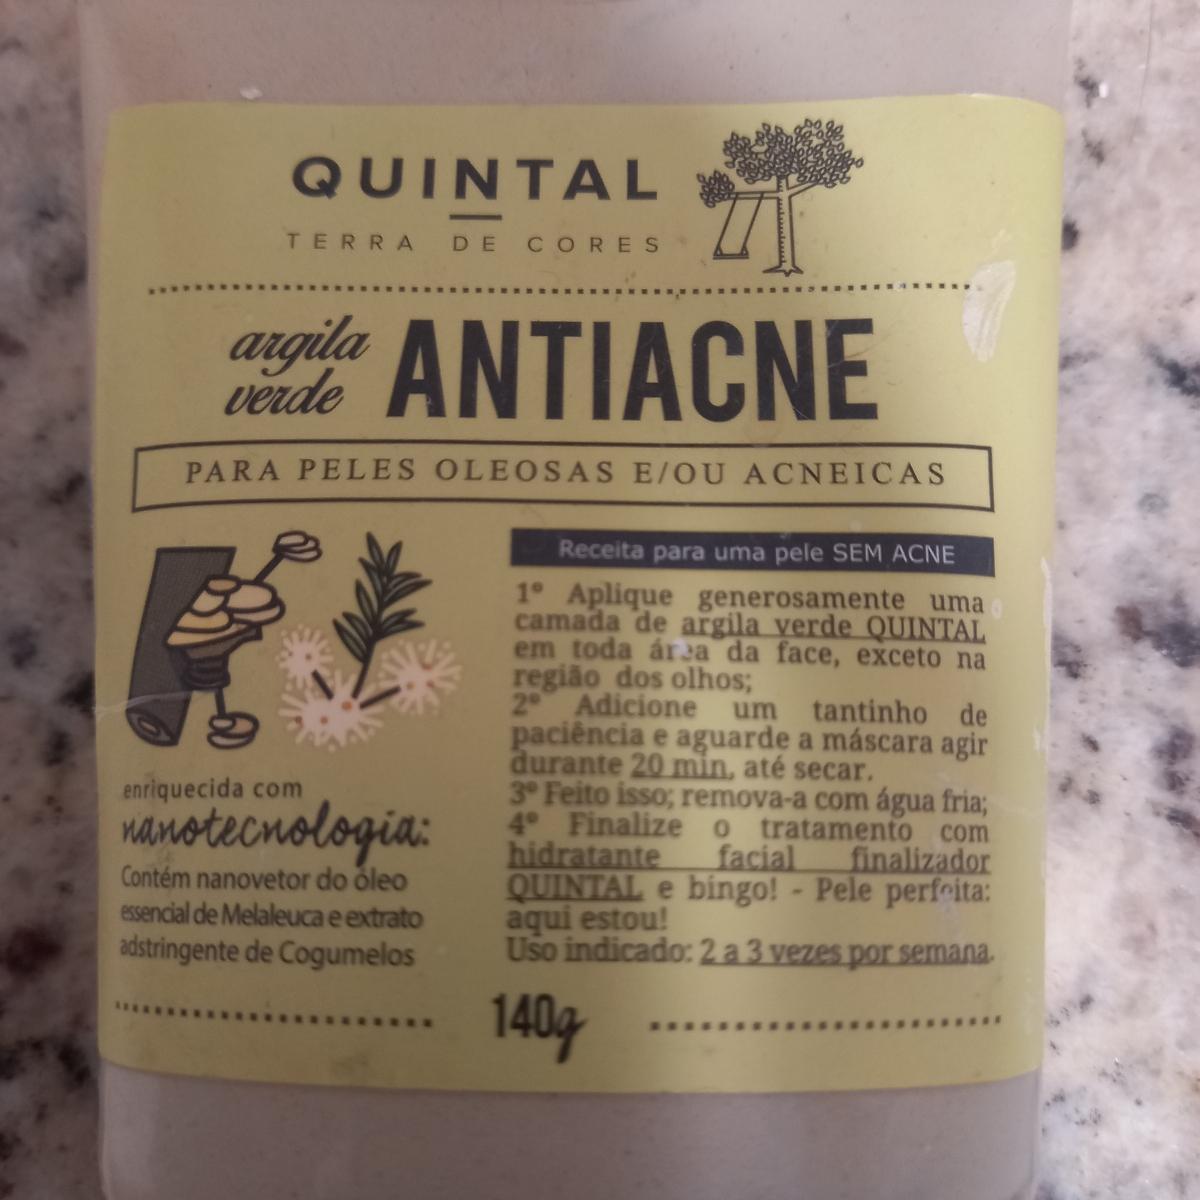 QUINTAL
TERRA DE CORES
argila
verde
ANTIACNE
PARA PELES OLEOSAS E/OU ACNEICAS
enriquecida com
nanotecnologia:
Contém nanovetor do óleo
essencial de Melaleuca e extrato
adstringente de Cogumelos
Receita para uma pele SEM ACNE
1º Aplique generosamente uma
camada de argila verde QUINTAL
em toda área da face, exceto na
região dos olhos;
2º Adicione um tantinho de
paciência e aguarde a máscara agir
durante 20 min, até secar.
3º Feito isso; remova-a com água fria;
4º Finalize o tratamento com
hidratante facial finalizador
QUINTAL e bingo! - Pele perfeita:
aqui estou!
Uso indicado: 2 a 3 vezes por semana.
140g